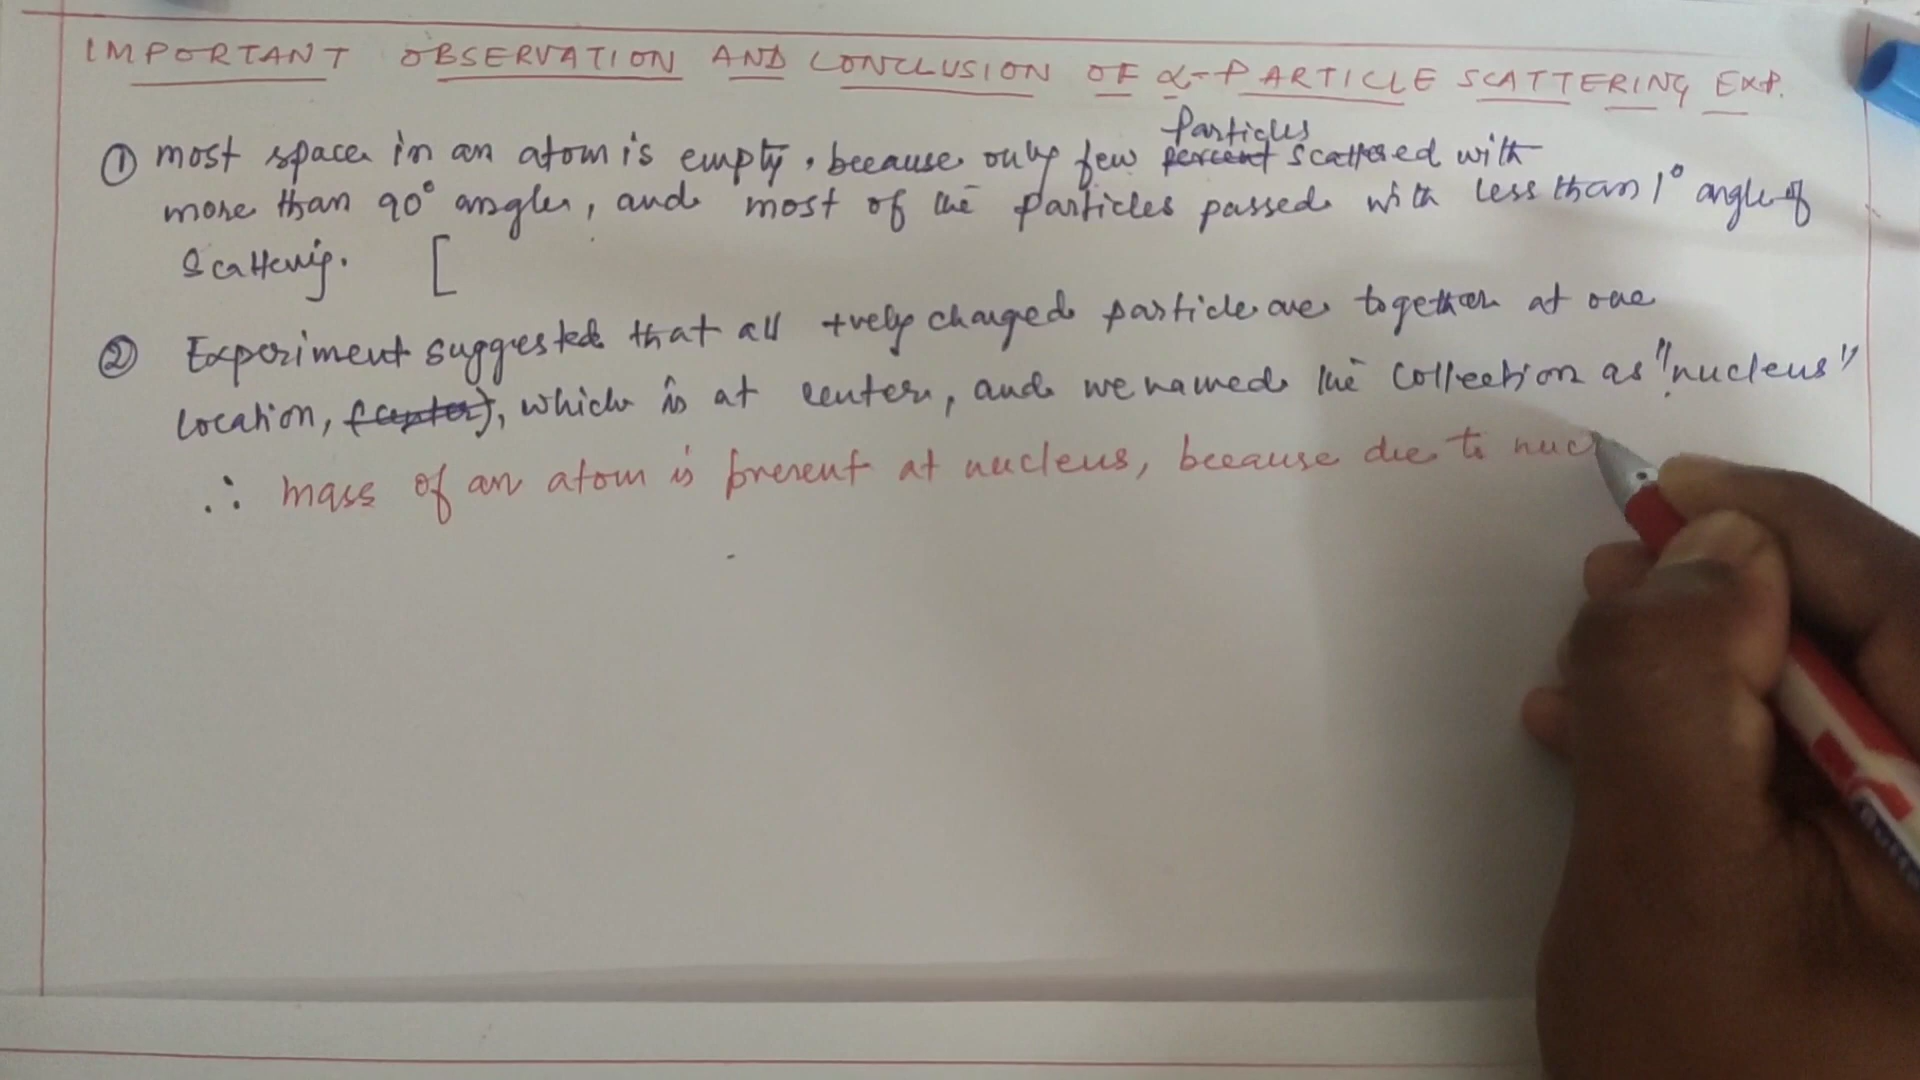 IMPORTANT OBSERVATION AND CONCLUSION OF α-PARTICLE SCATTERING EXP.
① most space in an atom is empty, because only few percent particles scattered with
more than 90° angle, and most of the particles passed with less than 1° angle of
scattering. [
② Experiment suggested that all +vely charged particle are together at one
location, (center), which is at center, and we named the collection as "nucleus"
∴ mass of an atom is present at nucleus, because due to nuc